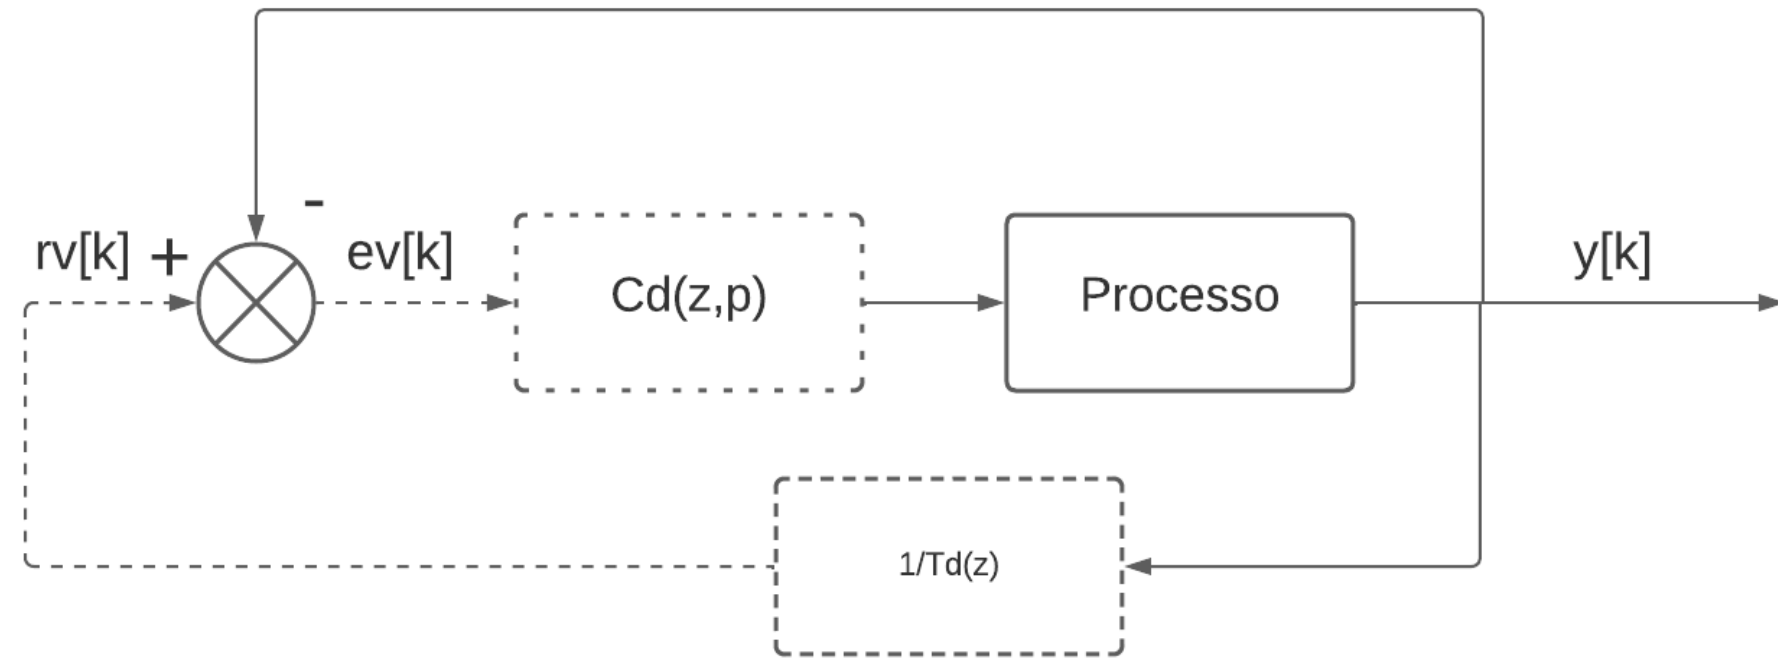 -
rv[k] + ev[k] Cd(z,p) Processo y[k]
1/Td(z)